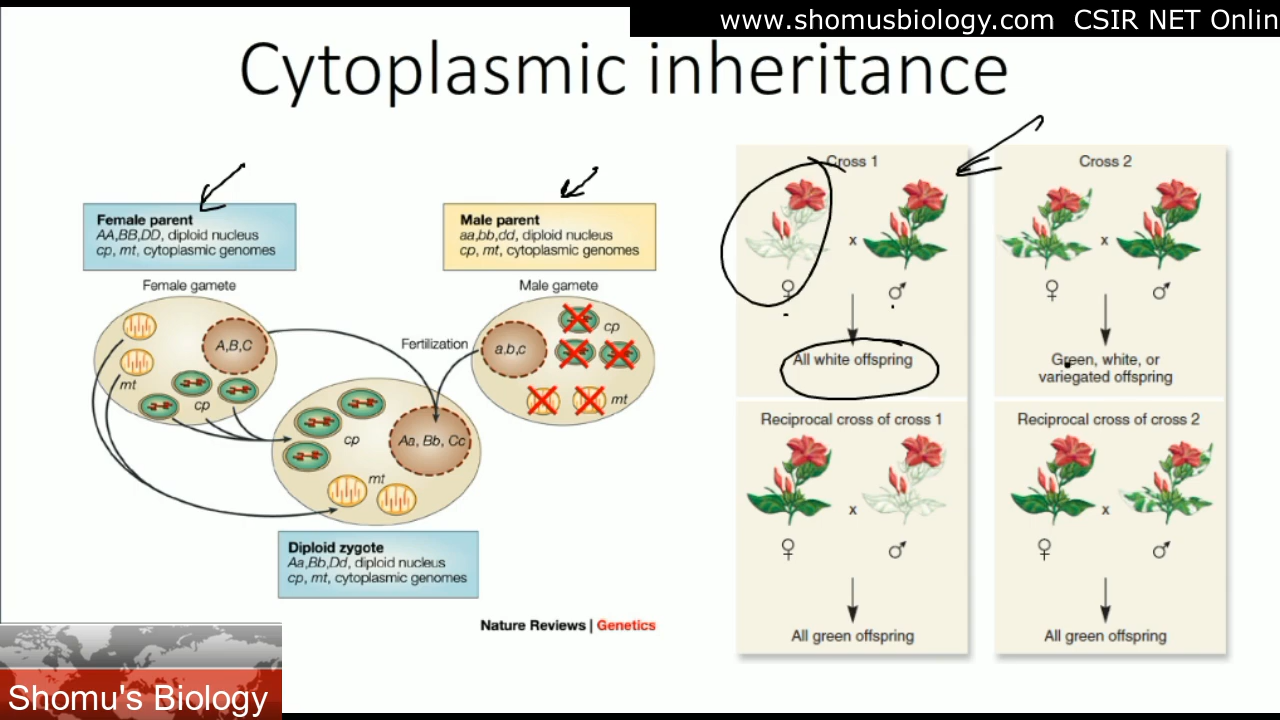 www.shomusbiology.com CSIR NET Onlin
Cytoplasmic inheritance
Female parent
AA,BB,DD, diploid nucleus
cp, mt, cytoplasmic genomes
Male parent
aa,bb,dd, diploid nucleus
cp, mt, cytoplasmic genomes
Female gamete
Male gamete
A,B,C
mt
cp
Fertilization
a,b,c
cp
mt
cp
Aa, Bb, Cc
mt
Diploid zygote
Aa,Bb,Dd, diploid nucleus
cp, mt, cytoplasmic genomes
Nature Reviews | Genetics
Cross 1
x
♀ ♂
All white offspring
Cross 2
x
♀ ♂
Green, white, or
variegated offspring
Reciprocal cross of cross 1
x
♀ ♂
All green offspring
Reciprocal cross of cross 2
x
♀ ♂
All green offspring
Shomu's Biology